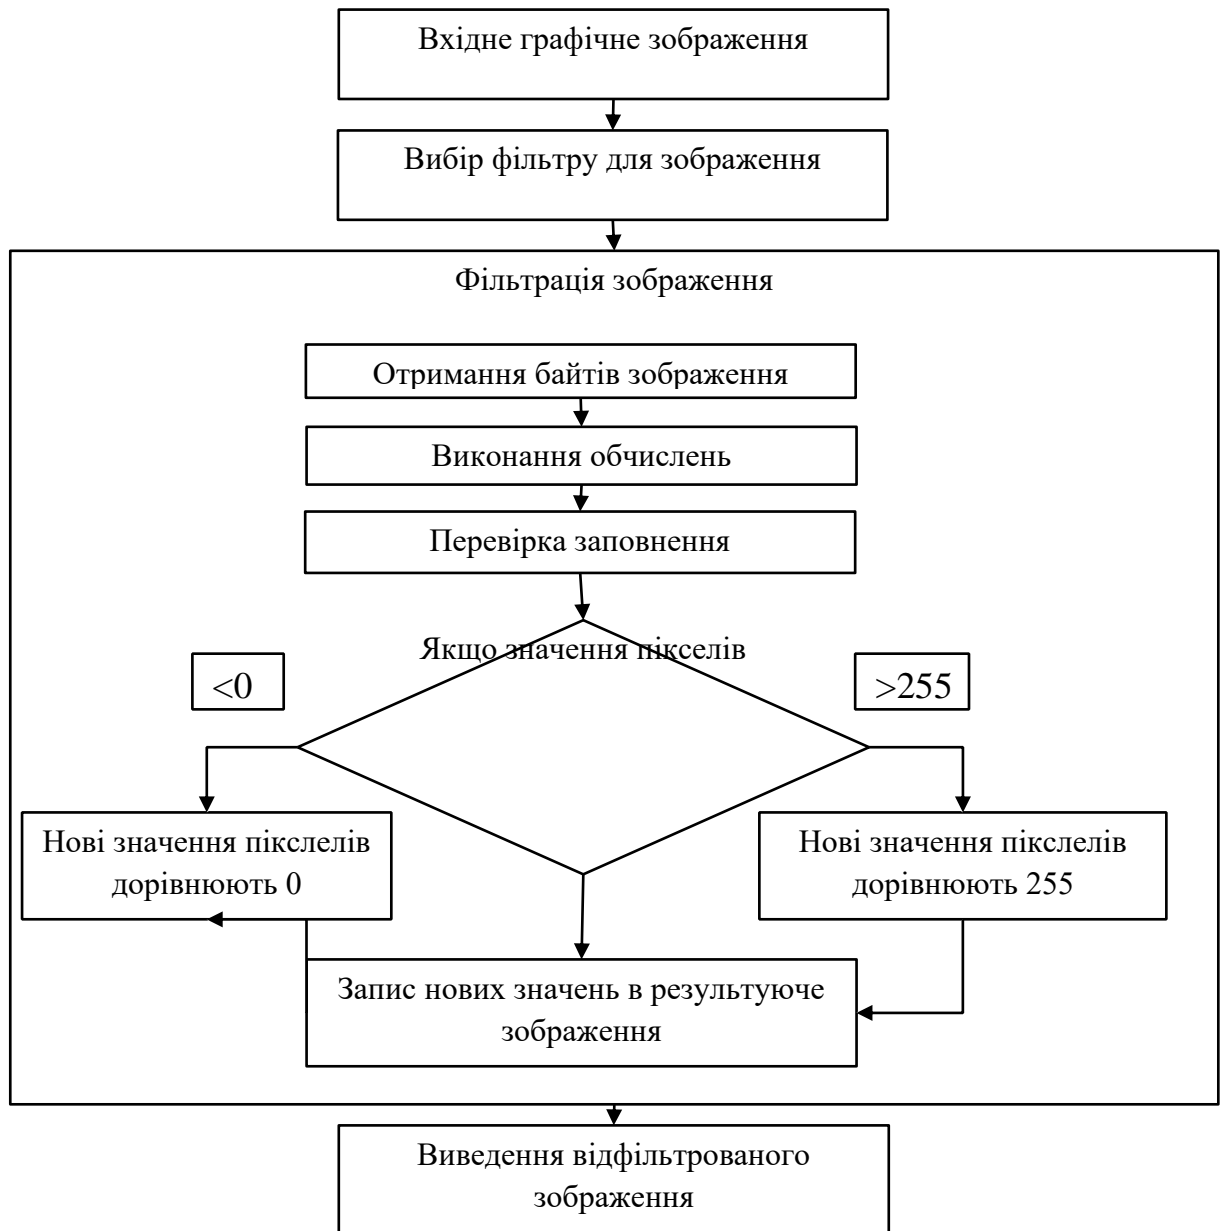 Вхідне графічне зображення
Вибір фільтру для зображення
Фільтрація зображення
Отримання байтів зображення
Виконання обчислень
Перевірка заповнення
Якщо значення пікселів
<0
>255
Нові значення пікслелів
дорівнюють 0
Нові значення пікслелів
дорівнюють 255
Запис нових значень в результуюче
зображення
Виведення відфільтрованого
зображення